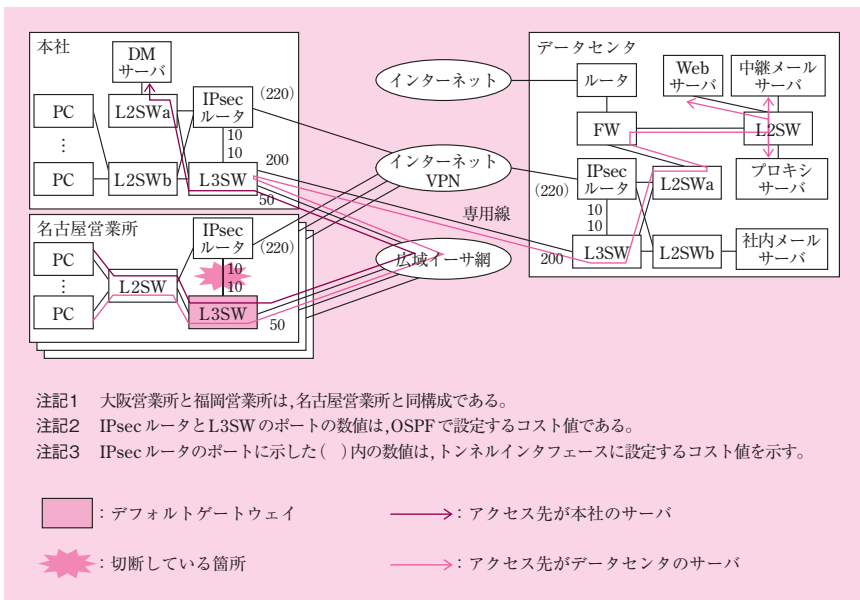 本社
DM
サーバ
PC
L2SWa
IPsec
ルータ
(220)
10
10
⋮
PC
L2SWb
L3SW
200
50
名古屋営業所
PC
⋮
PC
L2SW
IPsec
ルータ
(220)
10
10
L3SW
50
インターネット
インターネット
VPN
専用線
広域イーサ網
データセンタ
ルータ
Web
サーバ
中継メール
サーバ
FW
L2SW
IPsec
ルータ
(220)
L2SWa
プロキシ
サーバ
10
10
L3SW
200
L2SWb
社内メール
サーバ
注記1 大阪営業所と福岡営業所は,名古屋営業所と同構成である。
注記2 IPsecルータとL3SWのポートの数値は,OSPFで設定するコスト値である。
注記3 IPsecルータのポートに示した( )内の数値は,トンネルインタフェースに設定するコスト値を示す。
:デフォルトゲートウェイ
:アクセス先が本社のサーバ
:切断している箇所
:アクセス先がデータセンタのサーバ